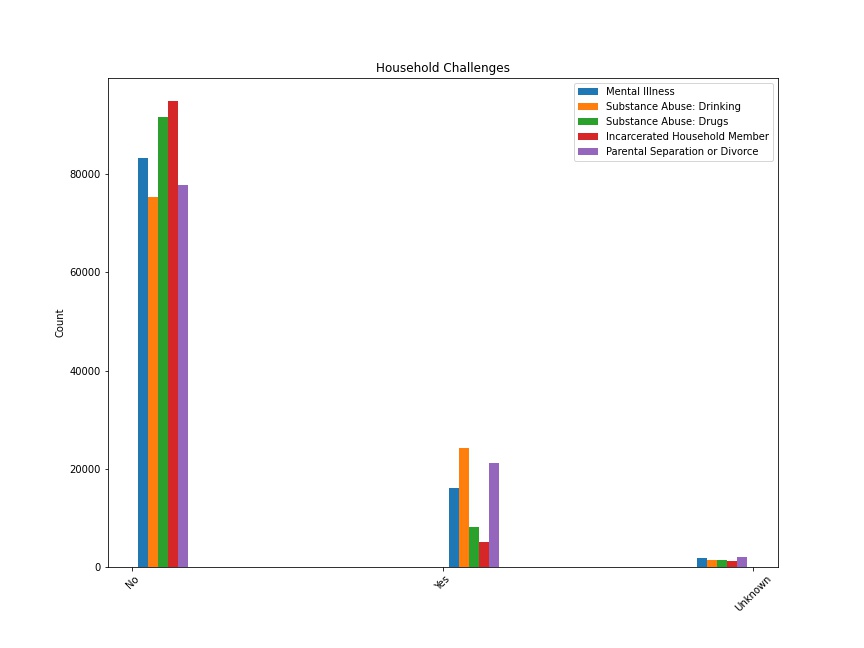 Household Challenges
Mental Illness
Substance Abuse: Drinking
Substance Abuse: Drugs
Incarcerated Household Member
Parental Separation or Divorce
80000
60000
40000
20000
0
Count
No
Yes
Unknown